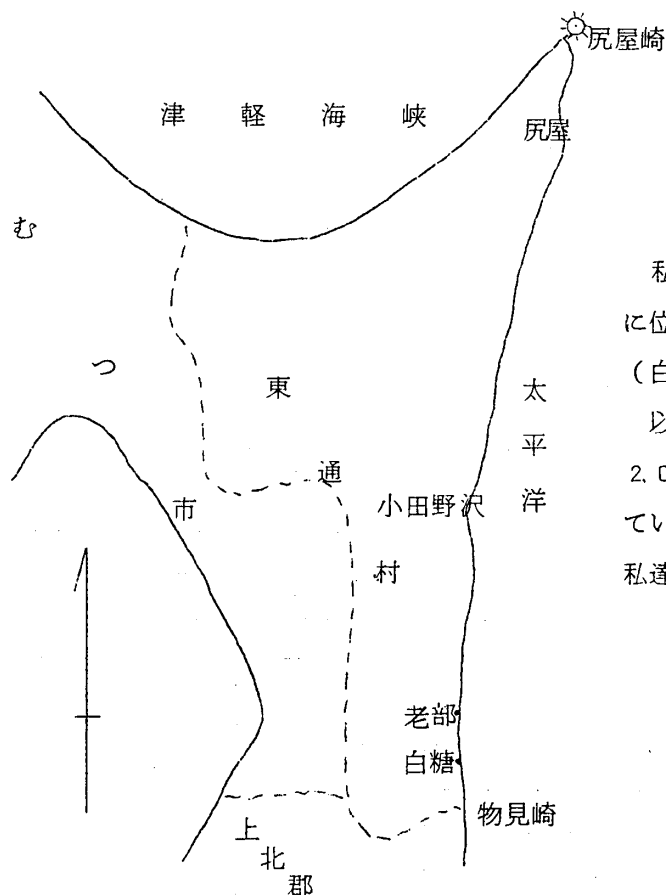 尻屋崎
津軽海峡
尻屋
むつ市
東通村
太平洋
小田野沢
老部
白糖
物見崎
上北郡
私
に位
(白
以
2.0
てい
私達